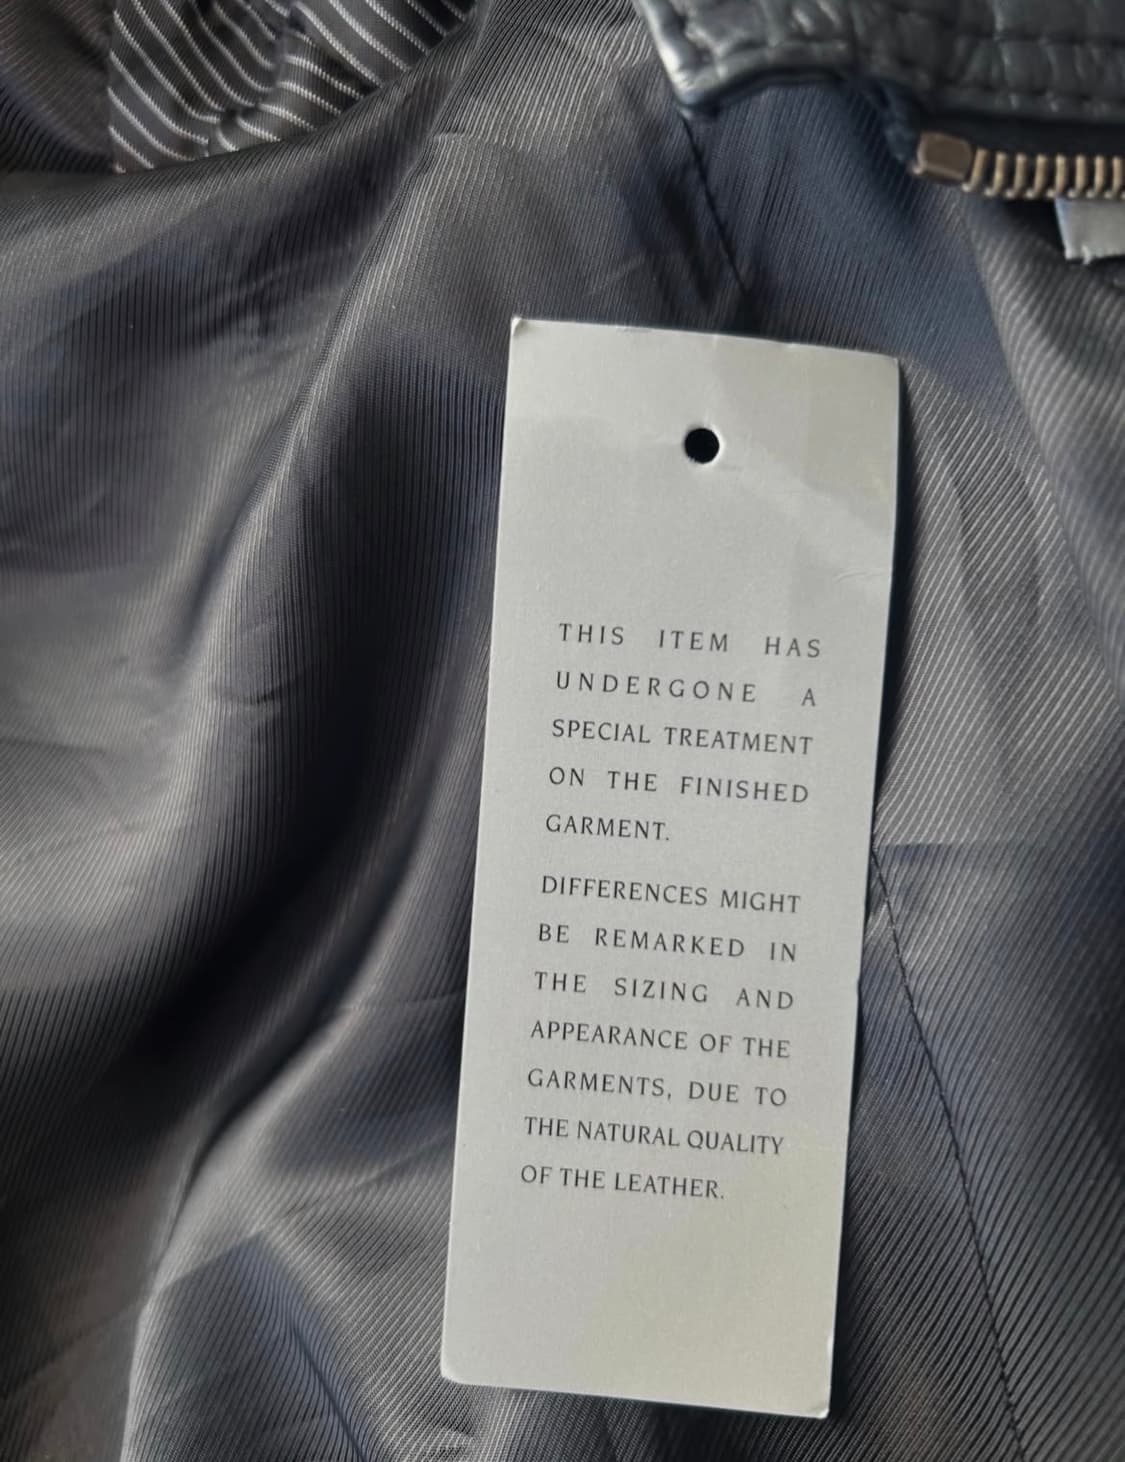 THIS ITEM HAS
UNDERGONE A
SPECIAL TREATMENT
ON THE FINISHED
GARMENT.
DIFFERENCES MIGHT
BE REMARKED IN
THE SIZING AND
APPEARANCE OF THE
GARMENTS, DUE TO
THE NATURAL QUALITY
OF THE LEATHER.